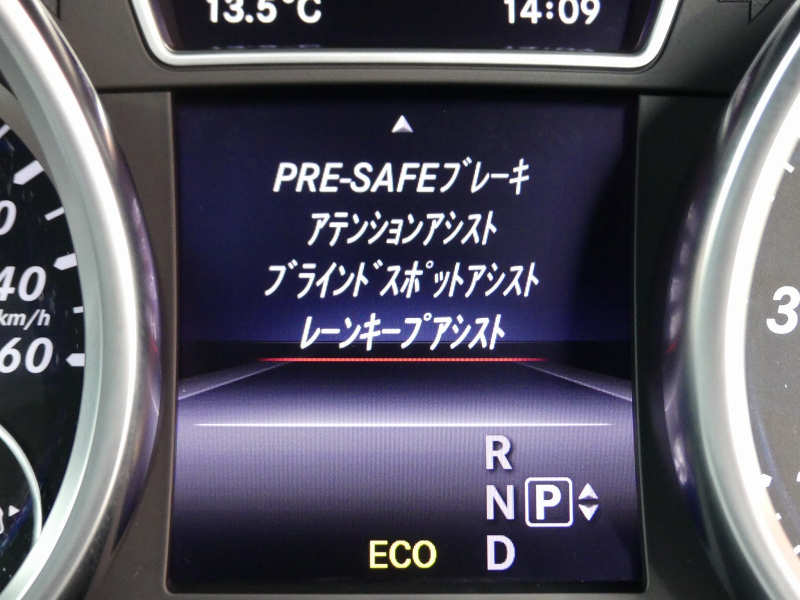 13.5°C 14:09
PRE-SAFEブレーキ
アテンションアシスト
ブラインドスポットアシスト
レーンキープアシスト
40
km/h
60
3
R
N P
D
ECO